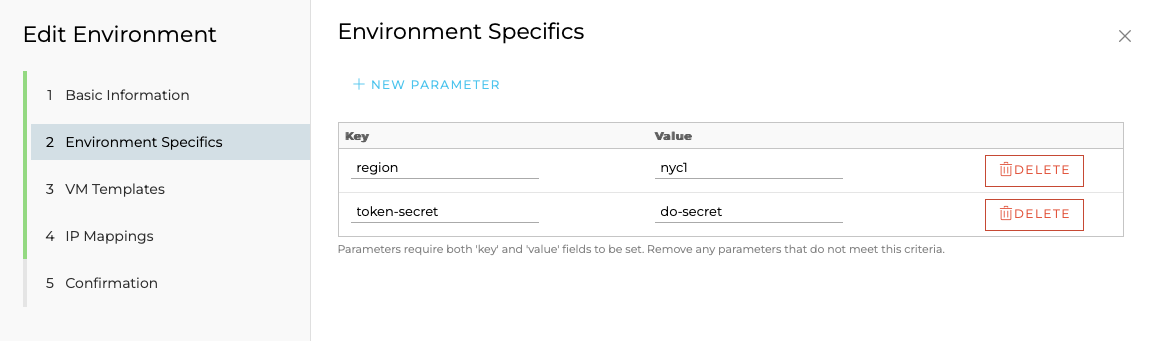 Edit Environment
1 Basic Information
2 Environment Specifics
3 VM Templates
4 IP Mappings
5 Confirmation
Environment Specifics
+ NEW PARAMETER
Key Value
region nyc1 DELETE
token-secret do-secret DELETE
Parameters require both 'key' and 'value' fields to be set. Remove any parameters that do not meet this criteria.